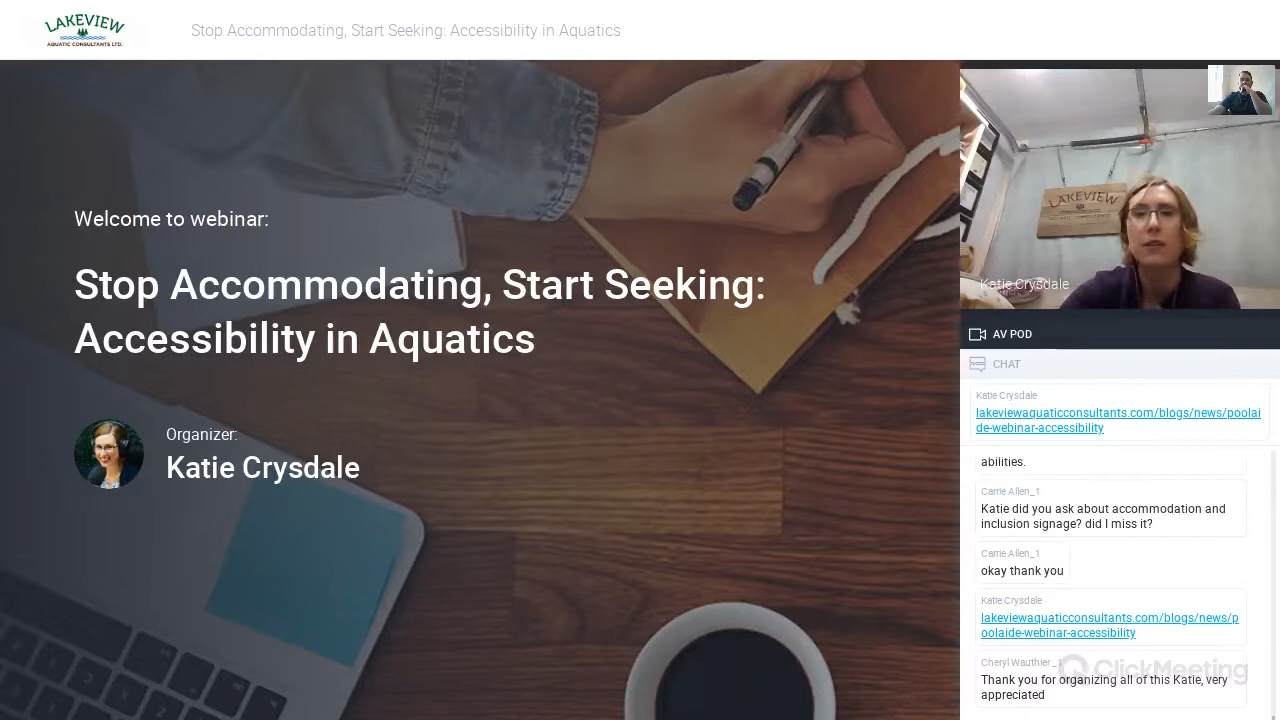 LAKEVIEW
AQUATIC CONSULTANTS LTD.
Stop Accommodating, Start Seeking: Accessibility in Aquatics
Welcome to webinar:
Stop Accommodating, Start Seeking:
Accessibility in Aquatics
Organizer:
Katie Crysdale
LAKEVIEW
Katie Crysdale
AV POD
CHAT
Katie Crysdale
lakeviewaquaticconsultants.com/blogs/news/poolai
de-webinar-accessibility
abilities.
Carrie Allen_1
Katie did you ask about accommodation and
inclusion signage? did I miss it?
Carrie Allen_1
okay thank you
Katie Crysdale
lakeviewaquaticconsultants.com/blogs/news/p
oolaide-webinar-accessibility
Cheryl Wauthier_1
ClickMeeting
Thank you for organizing all of this Katie, very
appreciated